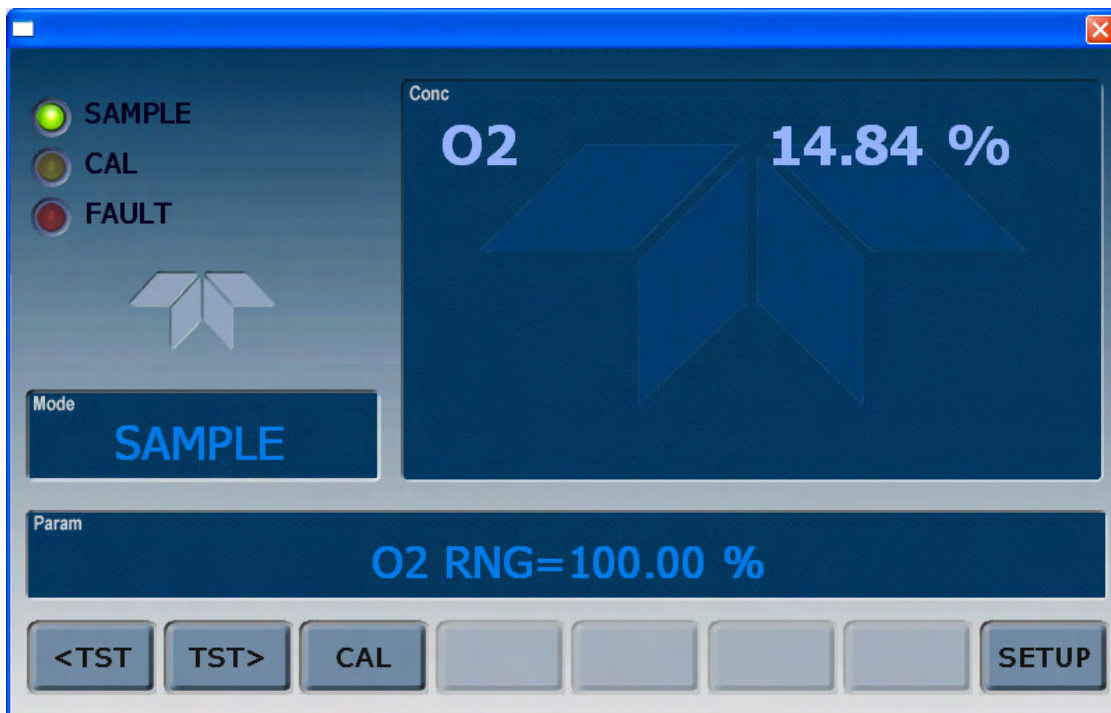 SAMPLE
CAL
FAULT
Conc
O2 14.84 %
Mode
SAMPLE
Param
O2 RNG=100.00 %
<TST TST> CAL SETUP